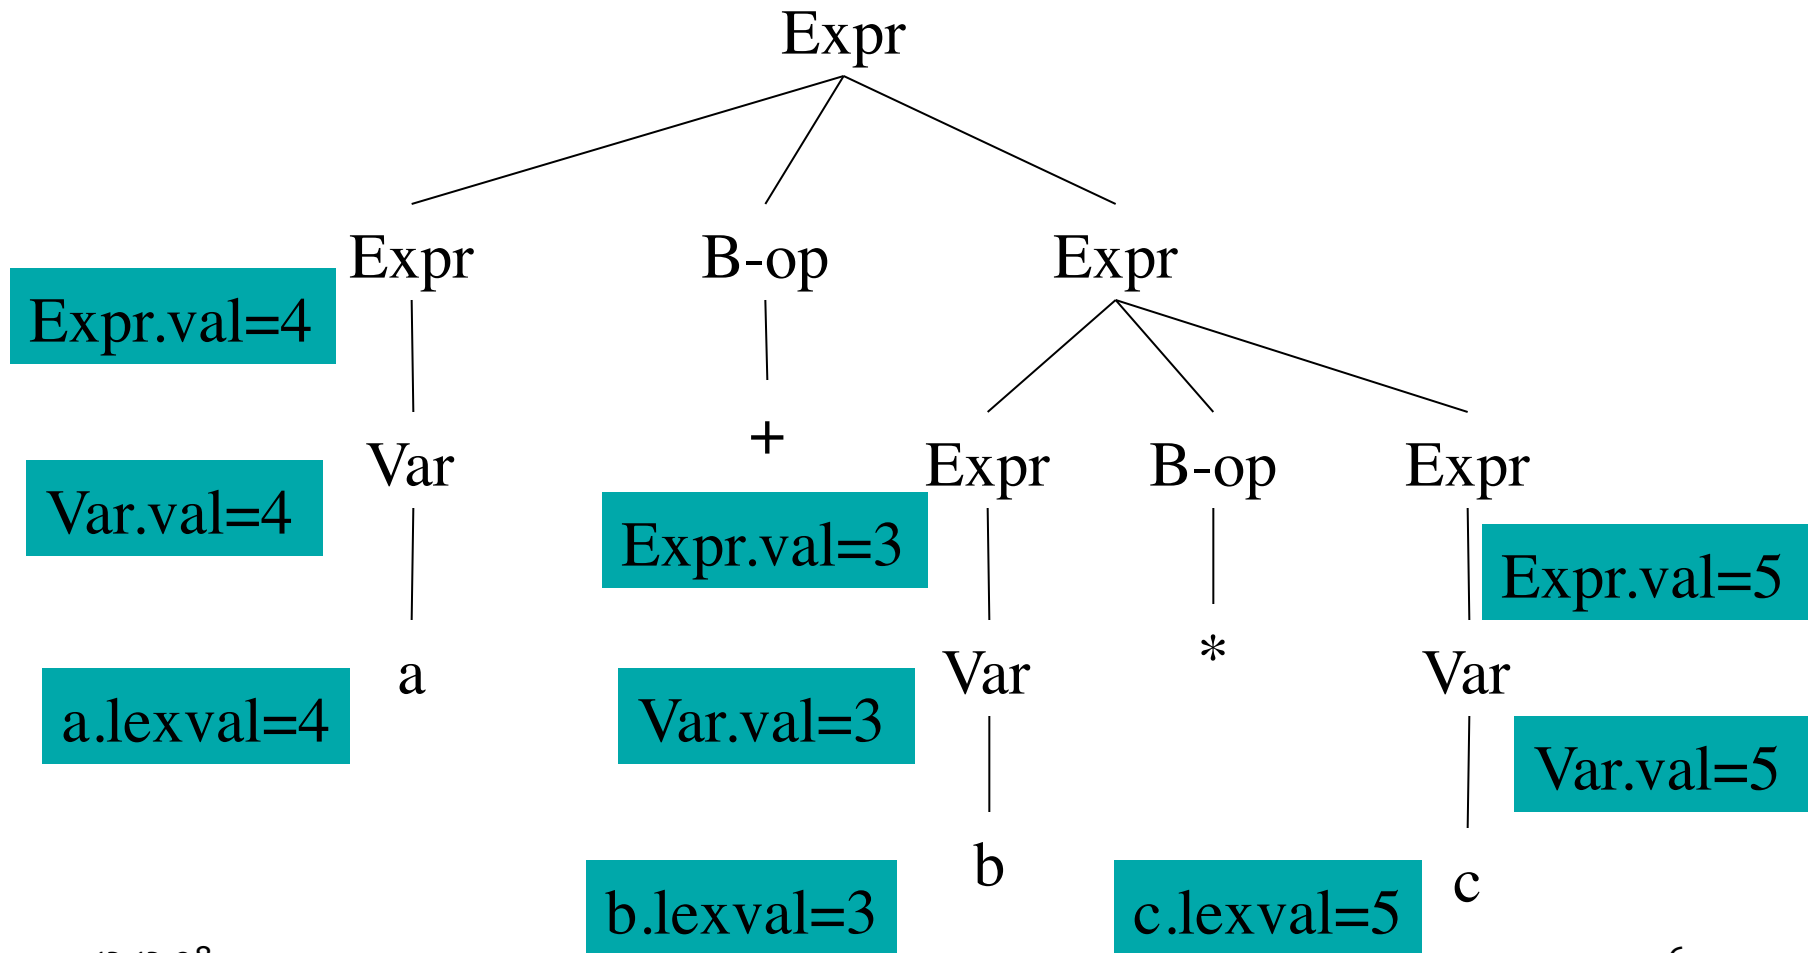 Expr
Expr B-op Expr
Expr.val=4
+
Var Expr B-op Expr
Var.val=4
Expr.val=3
Expr.val=5
a * Var Var
a.lexval=4
Var.val=3
Var.val=5
b
c
b.lexval=3
c.lexval=5